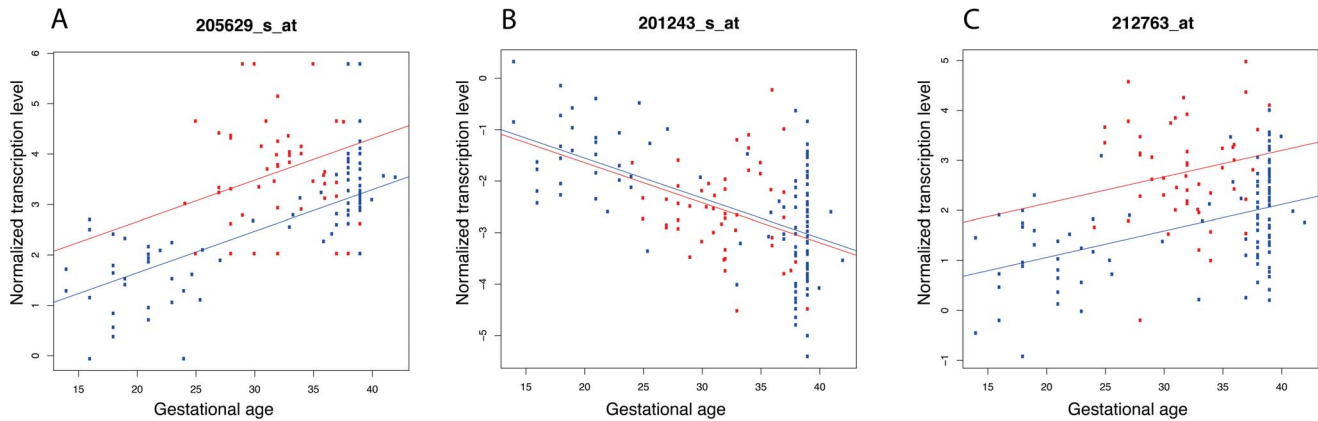 A
205629_s_at
Normalized transcription level
6
5
4
3
2
1
0
15 20 25 30 35 40
Gestational age
B
201243_s_at
Normalized transcription level
0
-1
-2
-3
-4
-5
15 20 25 30 35 40
Gestational age
C
212763_at
Normalized transcription level
5
4
3
2
1
0
-1
15 20 25 30 35 40
Gestational age